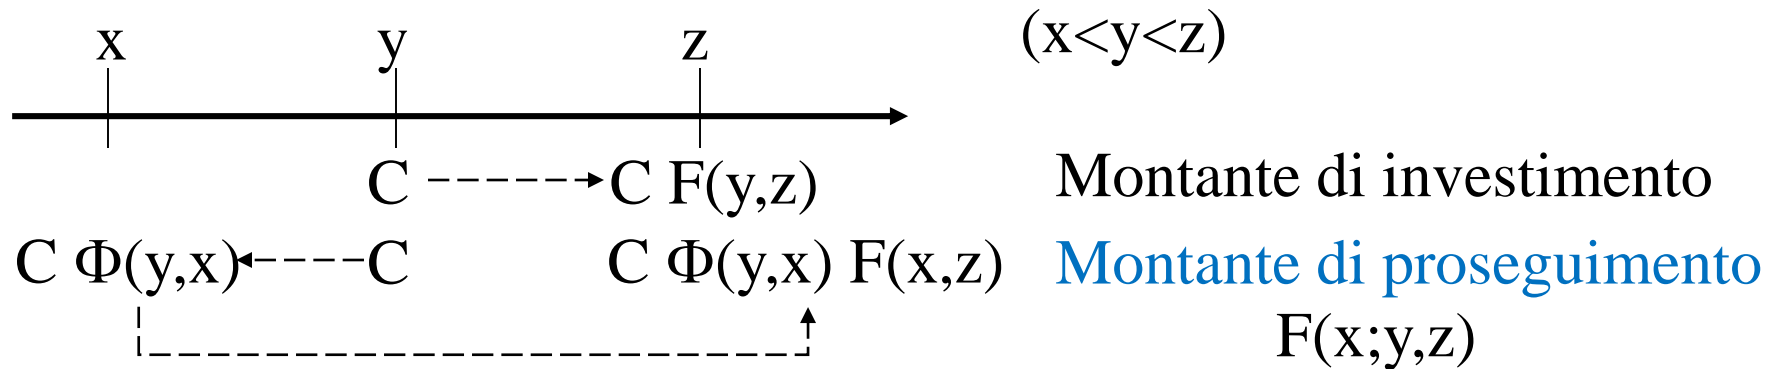 x y z (x<y<z)
C C F(y,z) Montante di investimento
C Φ(y,x) C C Φ(y,x) F(x,z) Montante di proseguimento
F(x;y,z)